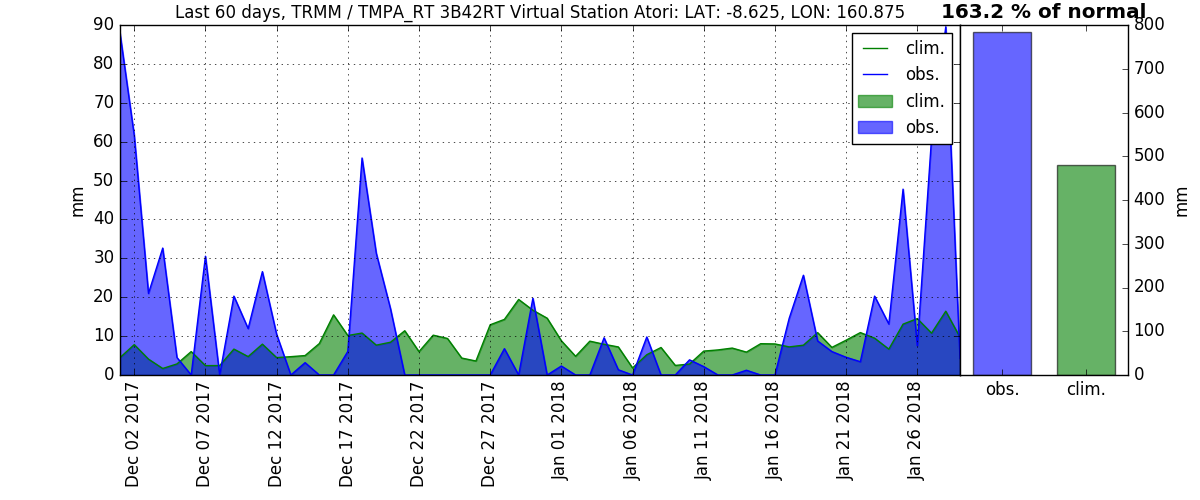 Last 60 days, TRMM / TMPA_RT 3B42RT Virtual Station Atori: LAT: -8.625, LON: 160.875
163.2 % of normal
90
80
70
60
50
40
30
20
10
0
mm
clim.
obs.
clim.
obs.
800
700
600
500
400
300
200
100
0
mm
Dec 02 2017
Dec 07 2017
Dec 12 2017
Dec 17 2017
Dec 22 2017
Dec 27 2017
Jan 01 2018
Jan 06 2018
Jan 11 2018
Jan 16 2018
Jan 21 2018
Jan 26 2018
obs.
clim.